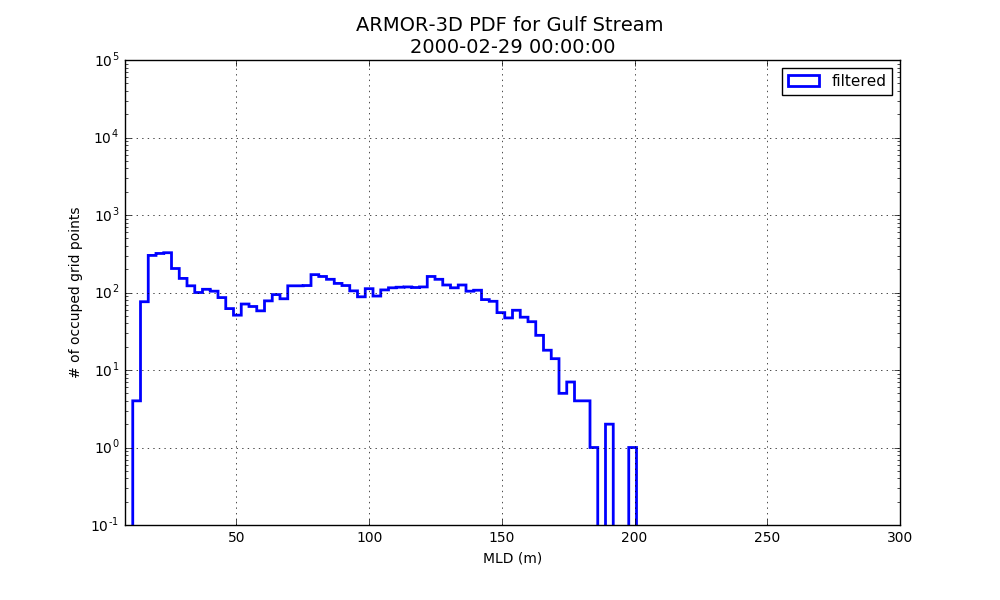 ARMOR-3D PDF for Gulf Stream
2000-02-29 00:00:00
filtered
# of occuped grid points
10^5
10^4
10^3
10^2
10^1
10^0
10^-1
50 100 150 200 250 300
MLD (m)